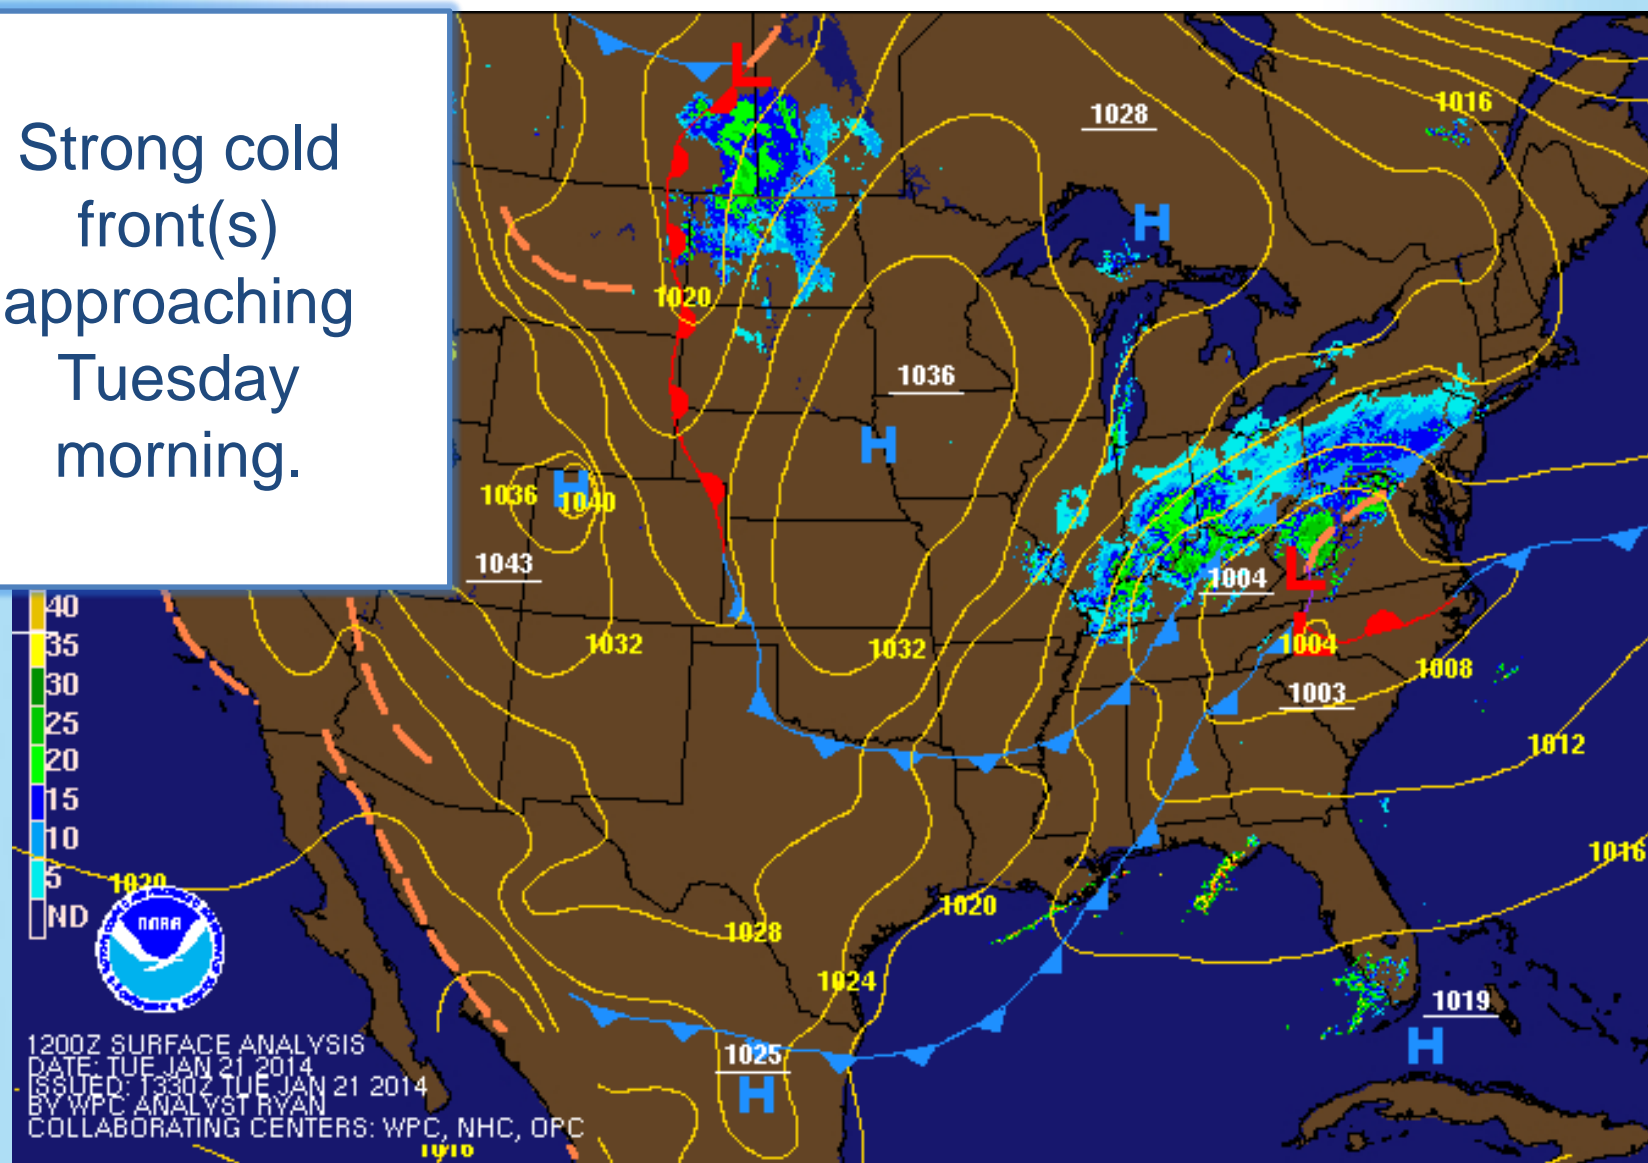 Strong cold
front(s)
approaching
Tuesday
morning.
1028
1016
1020
1036
1036
1040
1043
1004
1032
1032
1004
1008
1003
1012
1016
1020
1020
1028
1024
1019
1025
40
35
30
25
20
15
10
5
ND
NOAA
H
H
H
H
H
L
L
L
1200Z SURFACE ANALYSIS
DATE: TUE JAN 21 2014
ISSUED: 1330Z TUE JAN 21 2014
BY WPC ANALYST RYAN
COLLABORATING CENTERS: WPC, NHC, OPC